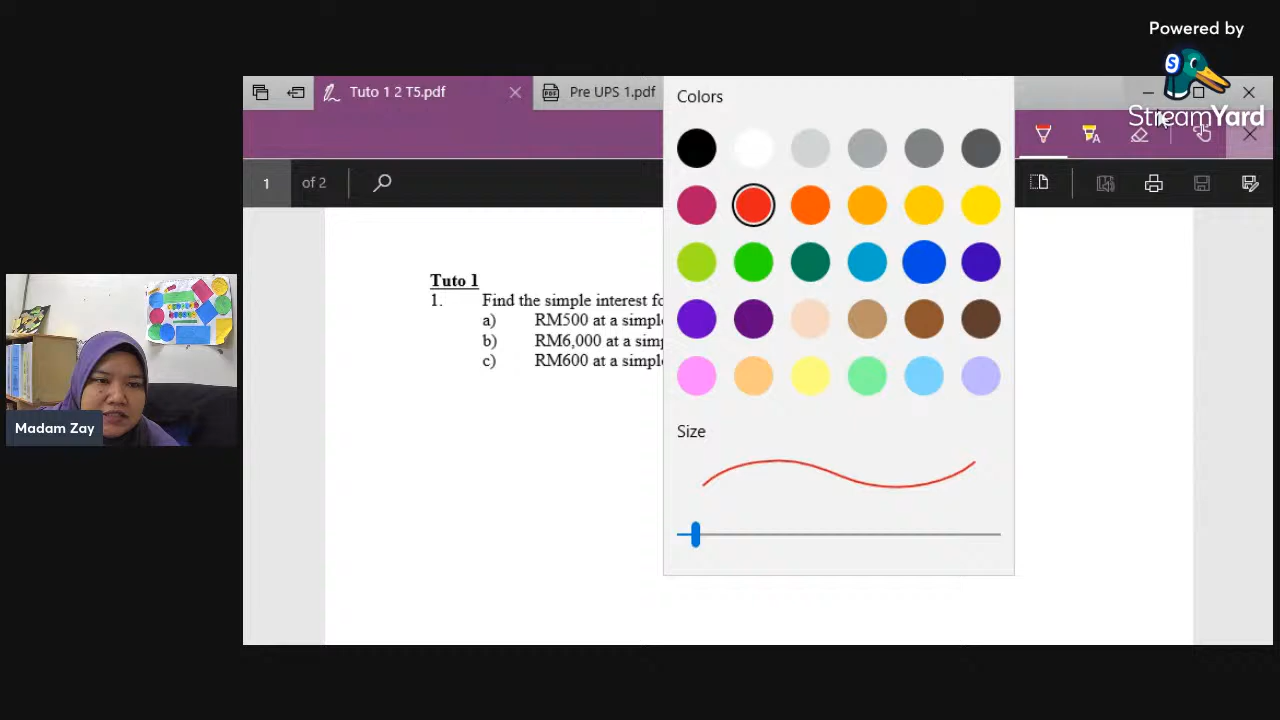 Powered by
S
StreamYard
Tuto 1 2 T5.pdf
PDF
Pre UPS 1.pdf
A
1
of 2
Colors
Size
Tuto 1
1. Find the simple interest fo
a) RM500 at a simple
b) RM6,000 at a simp
c) RM600 at a simple
Madam Zay